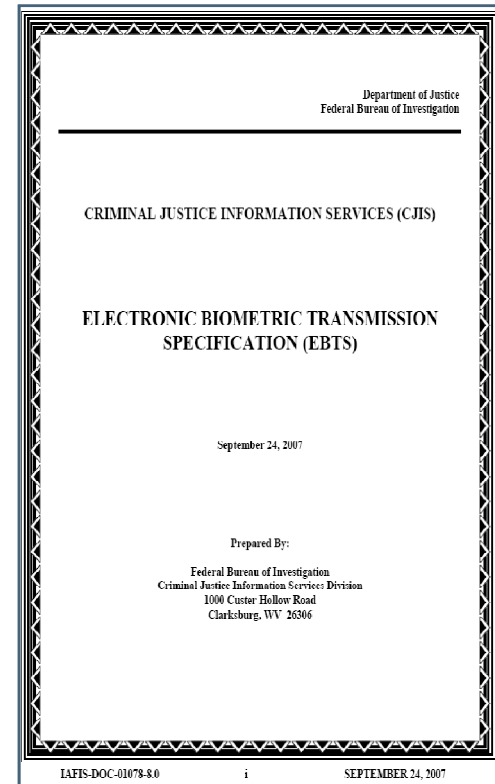 Department of Justice
Federal Bureau of Investigation
CRIMINAL JUSTICE INFORMATION SERVICES (CJIS)
ELECTRONIC BIOMETRIC TRANSMISSION
SPECIFICATION (EBTS)
September 24, 2007
Prepared By:
Federal Bureau of Investigation
Criminal Justice Information Services Division
1000 Custer Hollow Road
Clarksburg, WV 26306
IAFIS-DOC-01078-8.0 i SEPTEMBER 24, 2007